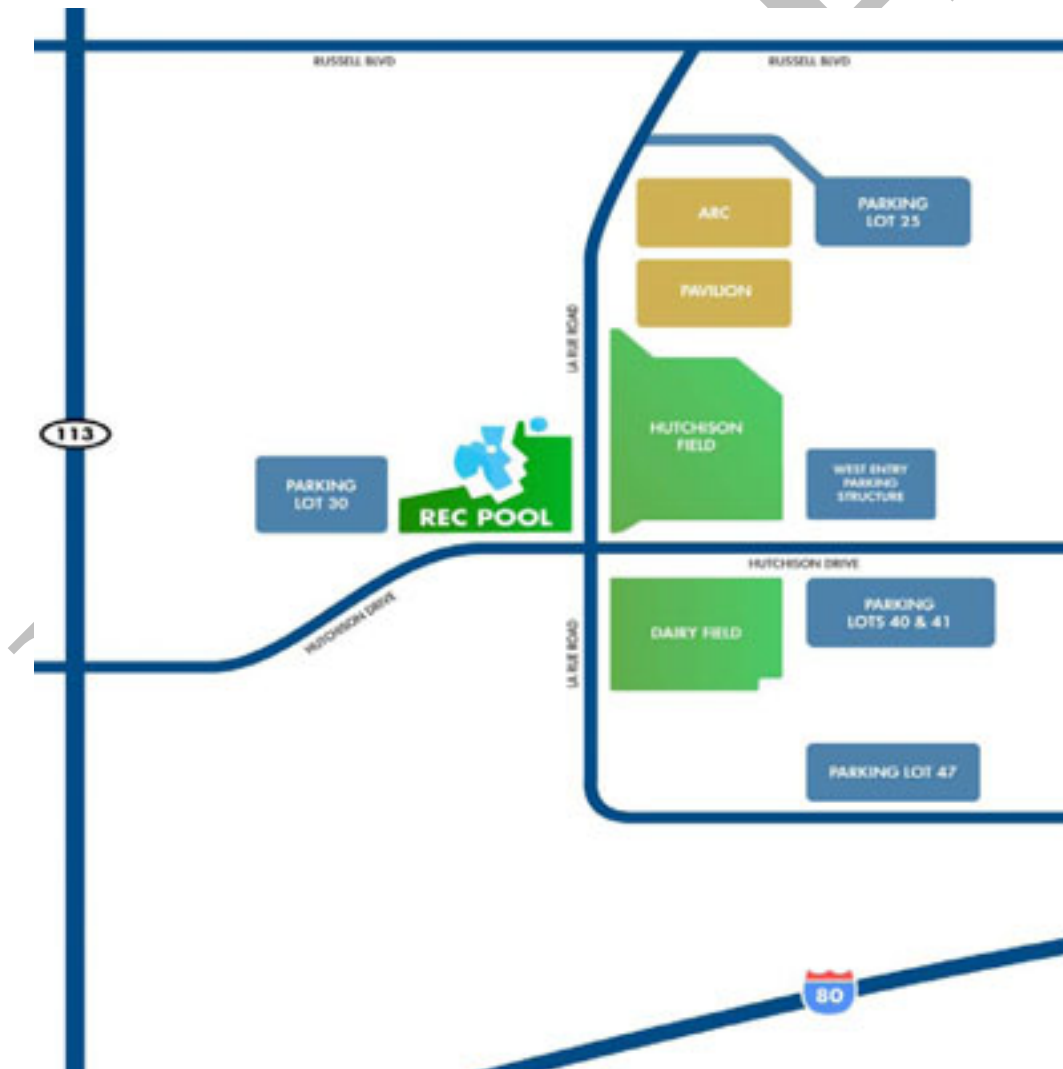 RUSSELL BLVD
RUSSELL BLVD
ARC
PARKING
LOT 25
PAVILION
LA RUE ROAD
113
HUTCHISON
FIELD
PARKING
LOT 30
WEST ENTRY
PARKING
STRUCTURE
REC POOL
HUTCHISON DRIVE
HUTCHISON DRIVE
LA RUE ROAD
DAIRY FIELD
PARKING
LOTS 40 & 41
PARKING LOT 47
80